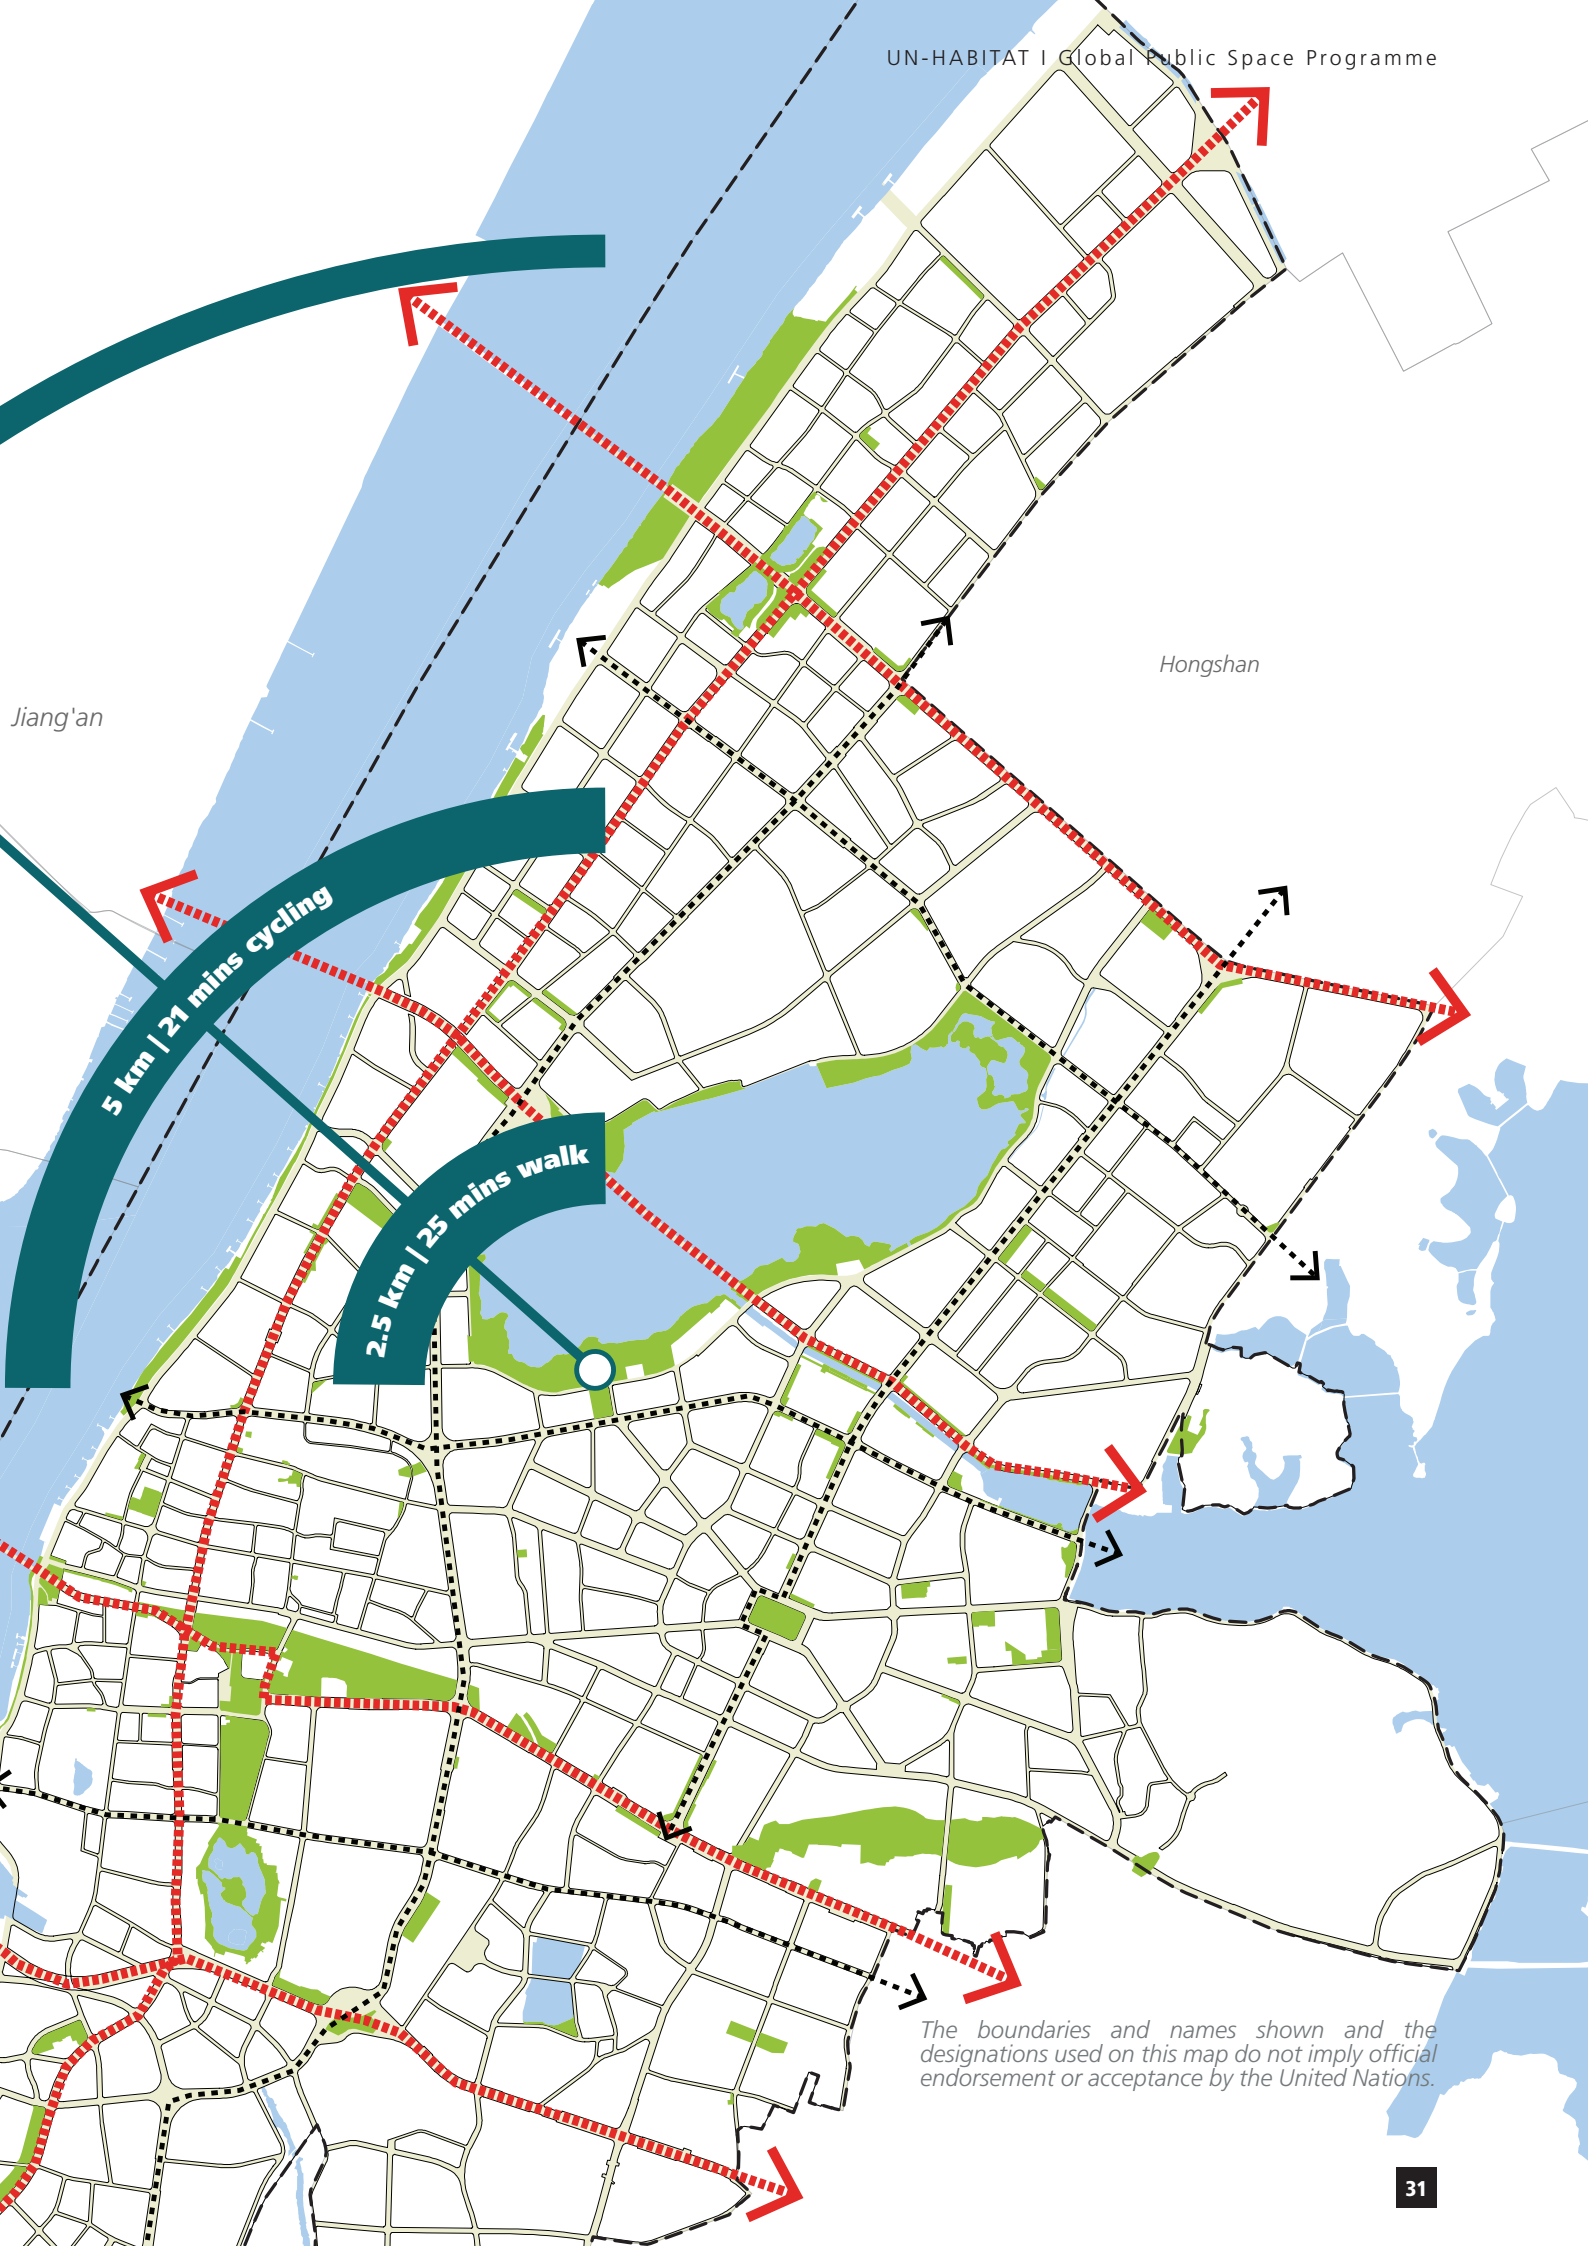 UN-HABITAT I Global Public Space Programme
Hongshan
Jiang'an
5 km | 21 mins cycling
2.5 km | 25 mins walk
The boundaries and names shown and the
designations used on this map do not imply official
endorsement or acceptance by the United Nations.
31